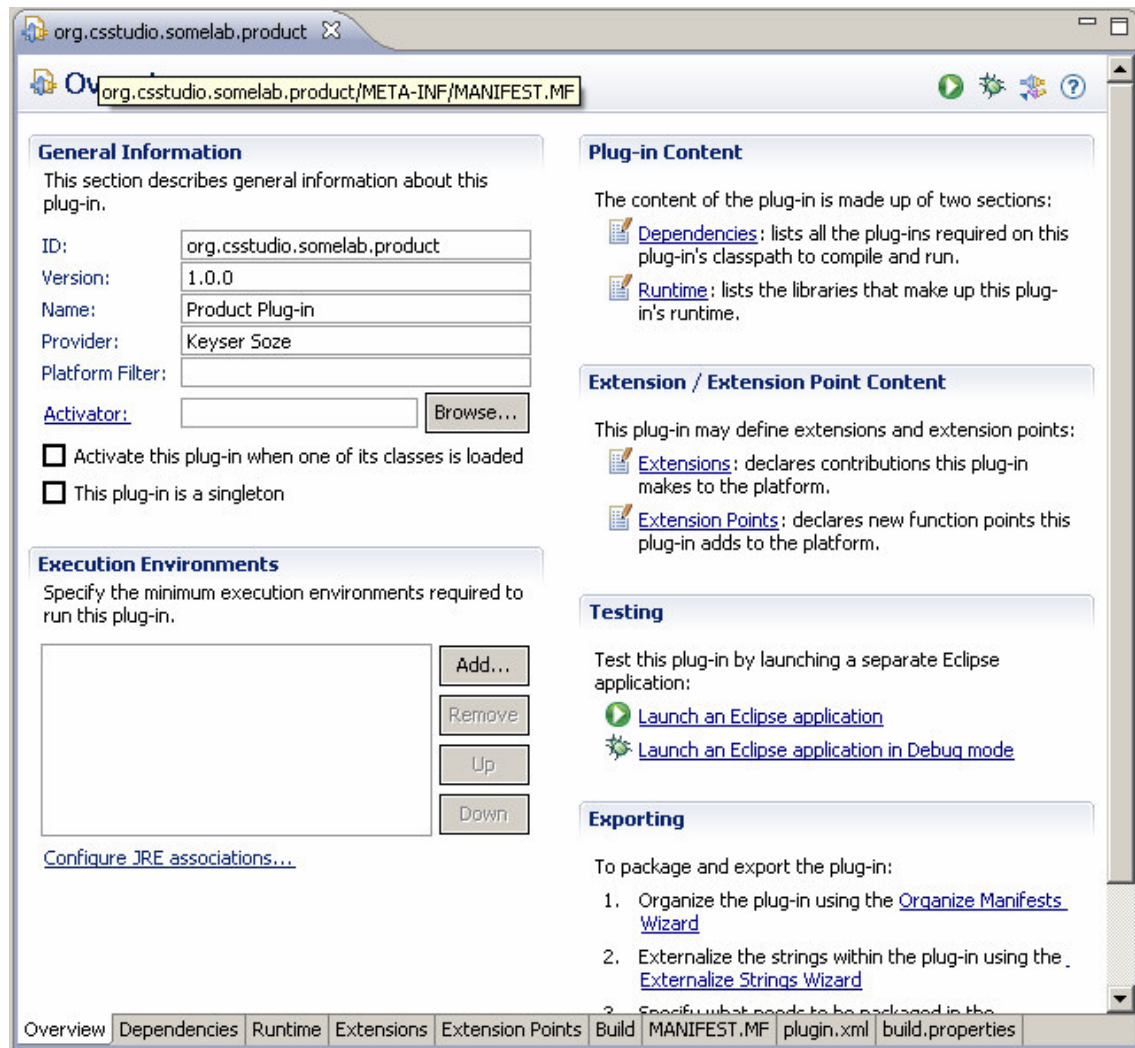 org.csstudio.somelab.product
org.csstudio.somelab.product/META-INF/MANIFEST.MF
General Information
This section describes general information about this
plug-in.
ID: org.csstudio.somelab.product
Version: 1.0.0
Name: Product Plug-in
Provider: Keyser Soze
Platform Filter:
Activator: Browse...
Activate this plug-in when one of its classes is loaded
This plug-in is a singleton
Execution Environments
Specify the minimum execution environments required to
run this plug-in.
Add...
Remove
Up
Down
Configure JRE associations...
Plug-in Content
The content of the plug-in is made up of two sections:
Dependencies: lists all the plug-ins required on this
plug-in's classpath to compile and run.
Runtime: lists the libraries that make up this plug-
in's runtime.
Extension / Extension Point Content
This plug-in may define extensions and extension points:
Extensions: declares contributions this plug-in
makes to the platform.
Extension Points: declares new function points this
plug-in adds to the platform.
Testing
Test this plug-in by launching a separate Eclipse
application:
Launch an Eclipse application
Launch an Eclipse application in Debug mode
Exporting
To package and export the plug-in:
1. Organize the plug-in using the Organize Manifests
Wizard
2. Externalize the strings within the plug-in using the
Externalize Strings Wizard
3. Specify what needs to be packaged in the
Overview Dependencies Runtime Extensions Extension Points Build MANIFEST.MF plugin.xml build.properties